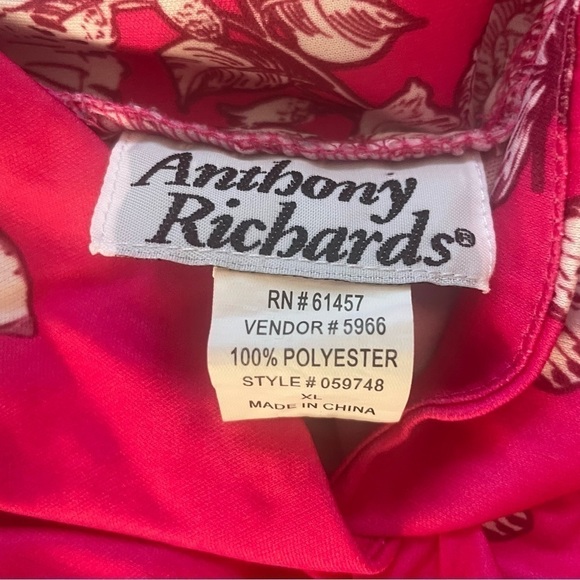 Anthony
Richards®
RN # 61457
VENDOR # 5966
100% POLYESTER
STYLE # 059748
XL
MADE IN CHINA